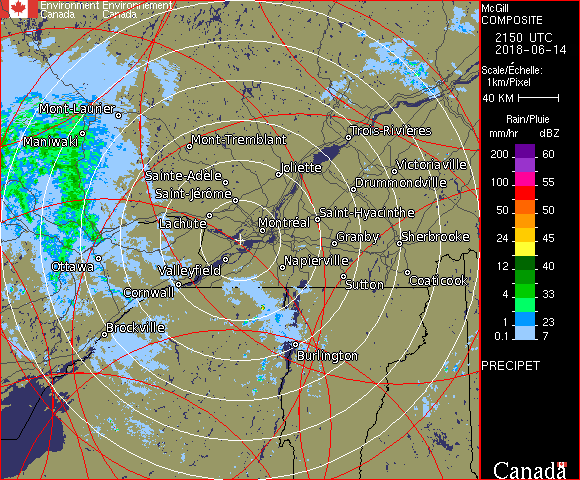 Environment Environnement
Canada Canada
McGill
COMPOSITE
2150 UTC
2018-06-14
Scale/Échelle:
1km/Pixel
40 KM
Rain/Pluie
mm/hr dBZ
200 60
150 55
100 55
50 50
24 45
12 40
4 33
1 23
0.1 7
PRECIPET
Canada
Mont-Laurier
Maniwaki
Mont-Tremblant
Trois-Rivières
Joliette
Victoriaville
Sainte-Adèle
Drummondville
Saint-Jérôme
Saint-Hyacinthe
Lachute
Montréal
Granby
Sherbrooke
Ottawa
Valleyfield
Napierville
Cornwall
Sutton
Coaticook
Brockville
Burlington